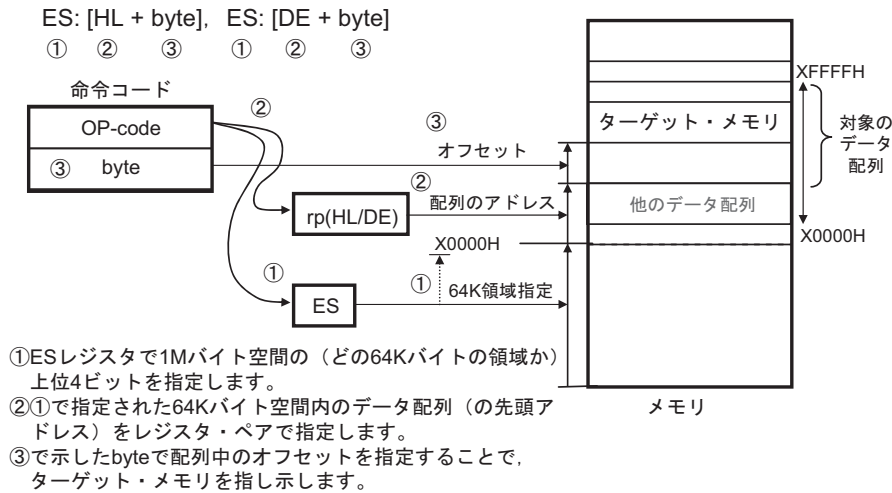 ES: [HL + byte], ES: [DE + byte]
① ② ③ ① ② ③
命令コード
OP-code
③ byte
②
③
オフセット
②
配列のアドレス
rp(HL/DE)
X0000H
①
①
64K領域指定
ES
XFFFFH
ターゲット・メモリ
対象の
データ
配列
他のデータ配列
X0000H
メモリ
①ESレジスタで1Mバイト空間の（どの64Kバイトの領域か）
上位4ビットを指定します。
②①で指定された64Kバイト空間内のデータ配列（の先頭ア
ドレス）をレジスタ・ペアで指定します。
③で示したbyteで配列中のオフセットを指定することで,
ターゲット・メモリを指し示します。